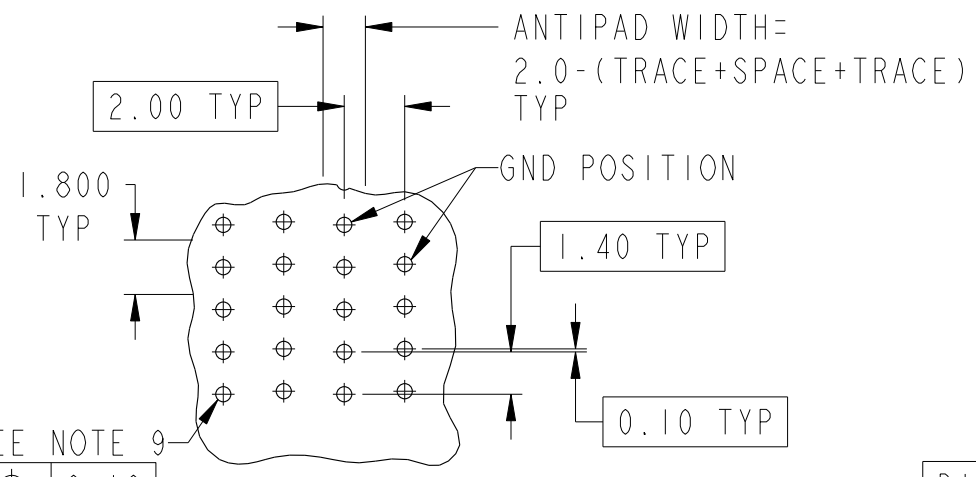 ANTIPAD WIDTH=
2.0-(TRACE+SPACE+TRACE)
TYP
2.00 TYP
GND POSITION
1.800
TYP
1.40 TYP
0.10 TYP
NOTE 9